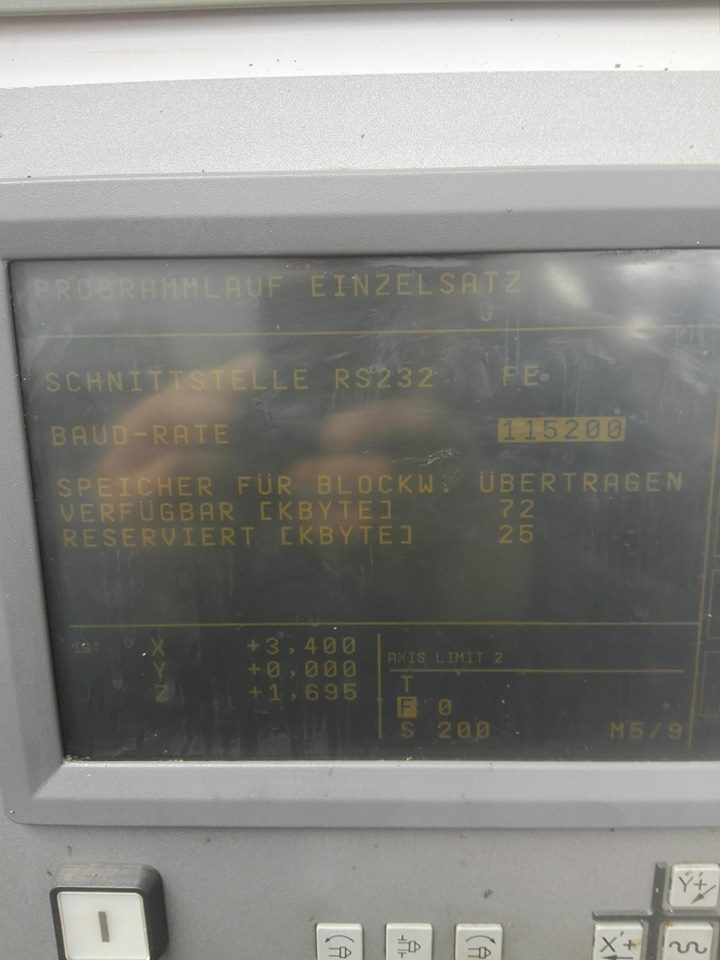 PROGRAMMLAUF EINZELSATZ
SCHNITTSTELLE RS232 FE
BAUD-RATE 115200
SPEICHER FÜR BLOCKW. ÜBERTRAGEN
VERFÜGBAR [KBYTE] 72
RESERVIERT [KBYTE] 25
IST X +3,400
Y +0,000
Z +1,695
AXIS LIMIT 2
T
F 0
S 200 M5/9
I
Y+
X'+